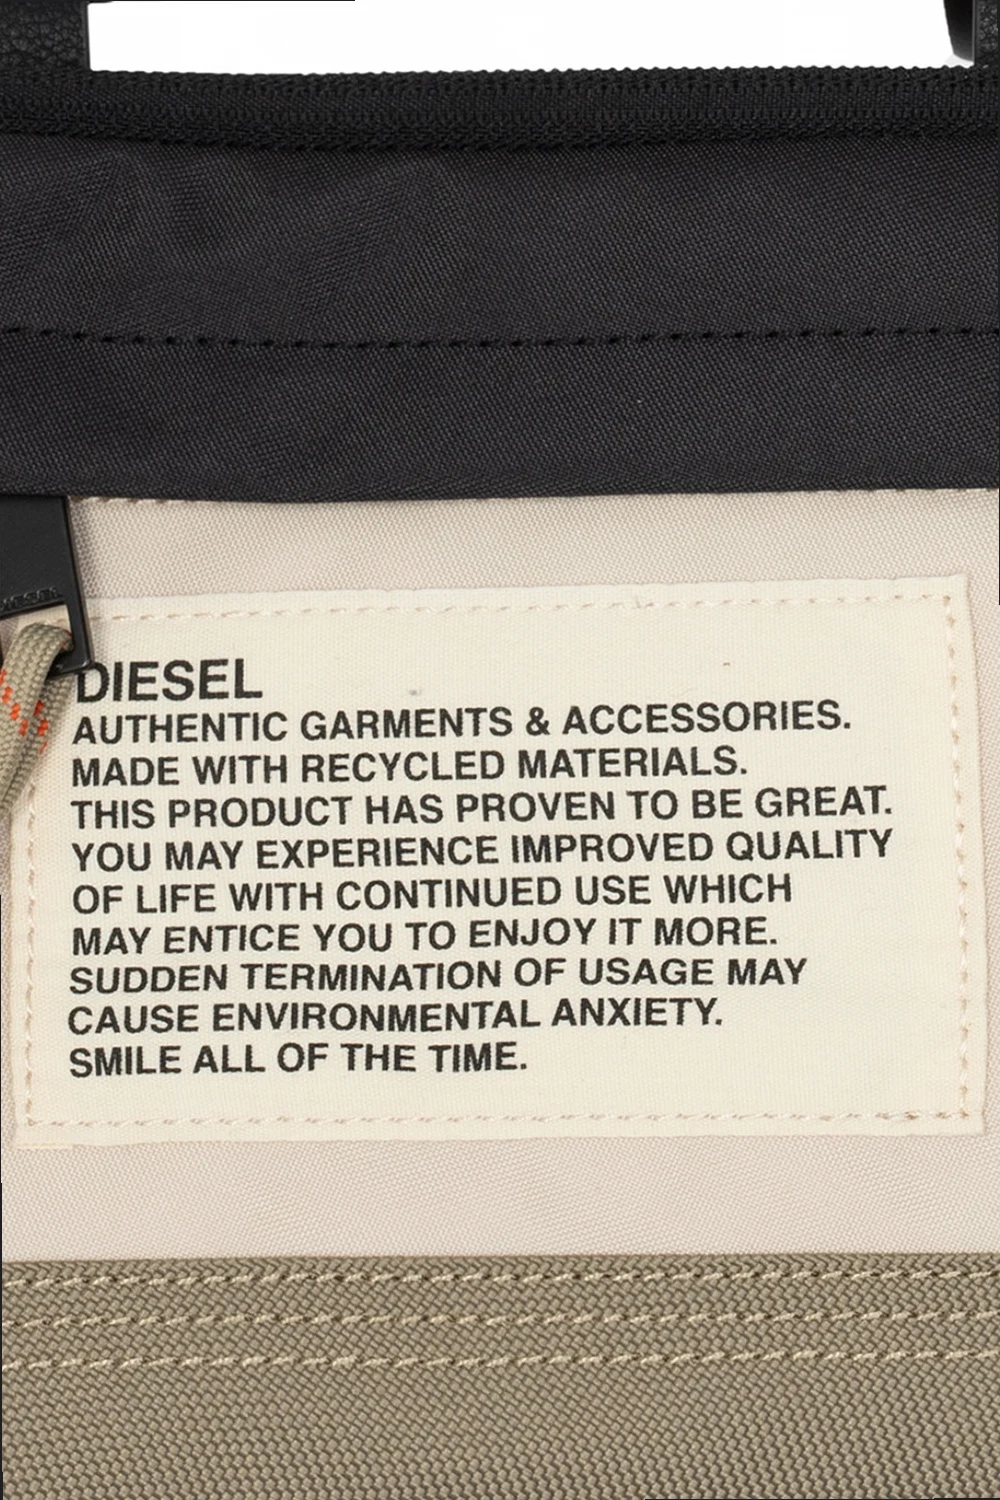 DIESEL
DIESEL
AUTHENTIC GARMENTS & ACCESSORIES.
MADE WITH RECYCLED MATERIALS.
THIS PRODUCT HAS PROVEN TO BE GREAT.
YOU MAY EXPERIENCE IMPROVED QUALITY
OF LIFE WITH CONTINUED USE WHICH
MAY ENTICE YOU TO ENJOY IT MORE.
SUDDEN TERMINATION OF USAGE MAY
CAUSE ENVIRONMENTAL ANXIETY.
SMILE ALL OF THE TIME.